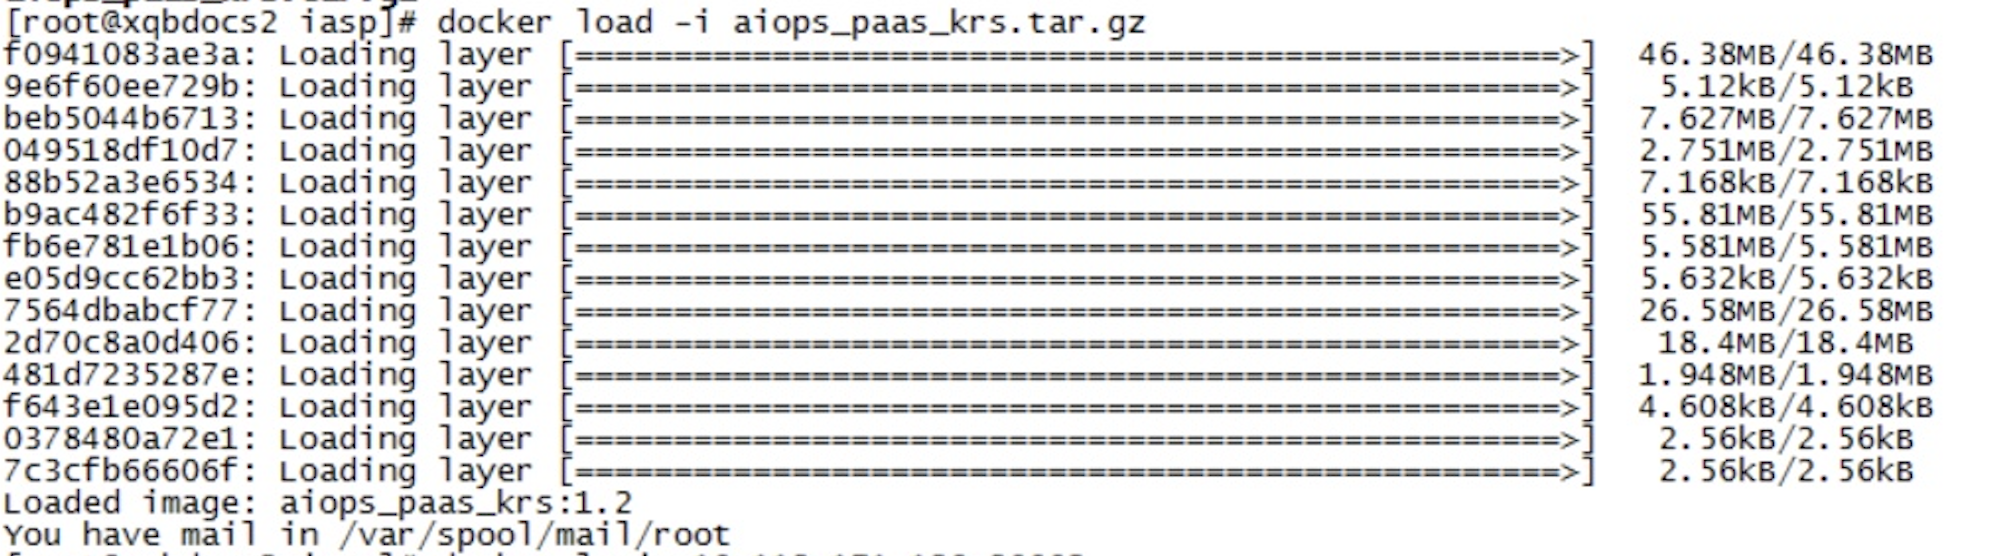 [root@xqbdocs2 iasp]# docker load -i aiops_paas_krs.tar.gz
f0941083ae3a: Loading layer [==================================================>] 46.38MB/46.38MB
9e6f60ee729b: Loading layer [==================================================>] 5.12kB/5.12kB
beb5044b6713: Loading layer [==================================================>] 7.627MB/7.627MB
049518df10d7: Loading layer [==================================================>] 2.751MB/2.751MB
88b52a3e6534: Loading layer [==================================================>] 7.168kB/7.168kB
b9ac482f6f33: Loading layer [==================================================>] 55.81MB/55.81MB
fb6e781e1b06: Loading layer [==================================================>] 5.581MB/5.581MB
e05d9cc62bb3: Loading layer [==================================================>] 5.632kB/5.632kB
7564dbabcf77: Loading layer [==================================================>] 26.58MB/26.58MB
2d70c8a0d406: Loading layer [==================================================>] 18.4MB/18.4MB
481d7235287e: Loading layer [==================================================>] 1.948MB/1.948MB
f643e1e095d2: Loading layer [==================================================>] 4.608kB/4.608kB
0378480a72e1: Loading layer [==================================================>] 2.56kB/2.56kB
7c3cfb66606f: Loading layer [==================================================>] 2.56kB/2.56kB
Loaded image: aiops_paas_krs:1.2
You have mail in /var/spool/mail/root